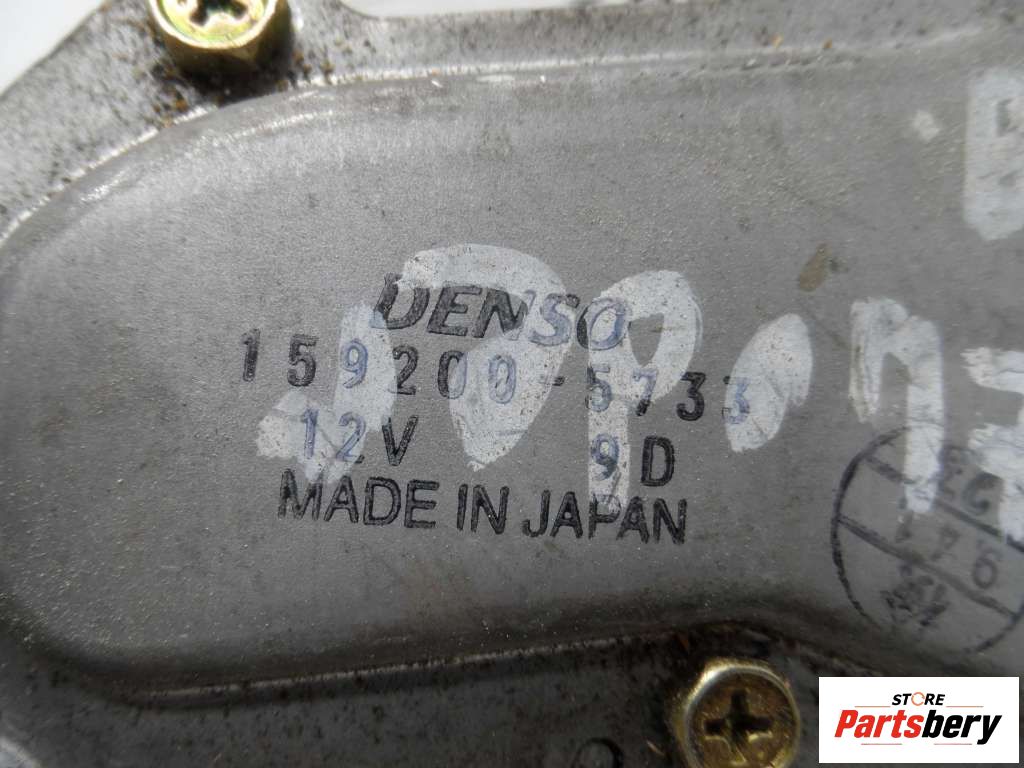 DENSO
159200-5733
12V 9D
MADE IN JAPAN
STORE
Partsbery